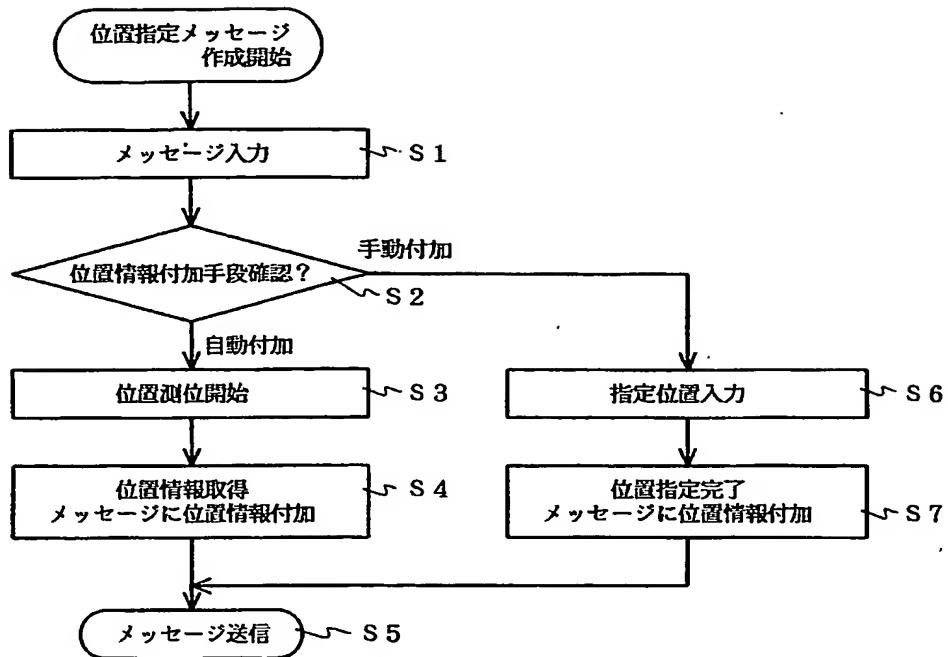 位置指定メッセージ
作成開始
メッセージ入力
S1
手動付加
位置情報付加手段確認?
S2
自動付加
位置測位開始
S3
指定位置入力
S6
位置情報取得
メッセージに位置情報付加
S4
位置指定完了
メッセージに位置情報付加
S7
メッセージ送信
S5